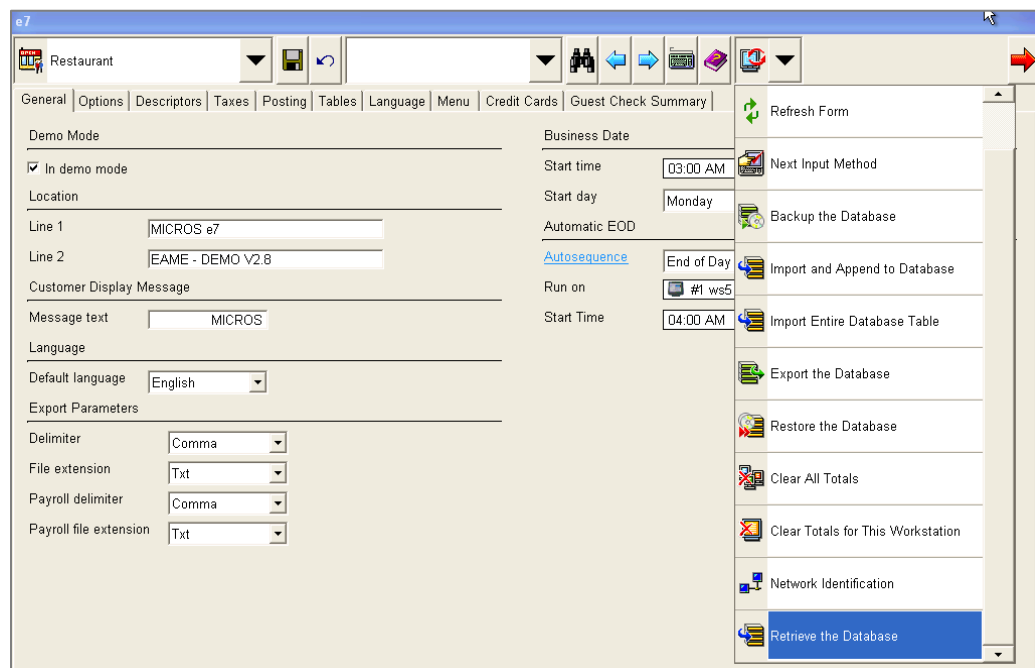 e7
OPEN
Restaurant
General Options Descriptors Taxes Posting Tables Language Menu Credit Cards Guest Check Summary
Demo Mode
In demo mode
Location
Line 1 MICROS e7
Line 2 EAME - DEMO V2.8
Customer Display Message
Message text MICROS
Language
Default language English
Export Parameters
Delimiter Comma
File extension Txt
Payroll delimiter Comma
Payroll file extension Txt
Business Date
Start time 03:00 AM
Start day Monday
Automatic EOD
Autosequence End of Day
Run on #1 ws5
Start Time 04:00 AM
Refresh Form
Next Input Method
Backup the Database
Import and Append to Database
Import Entire Database Table
Export the Database
Restore the Database
Clear All Totals
Clear Totals for This Workstation
Network Identification
Retrieve the Database